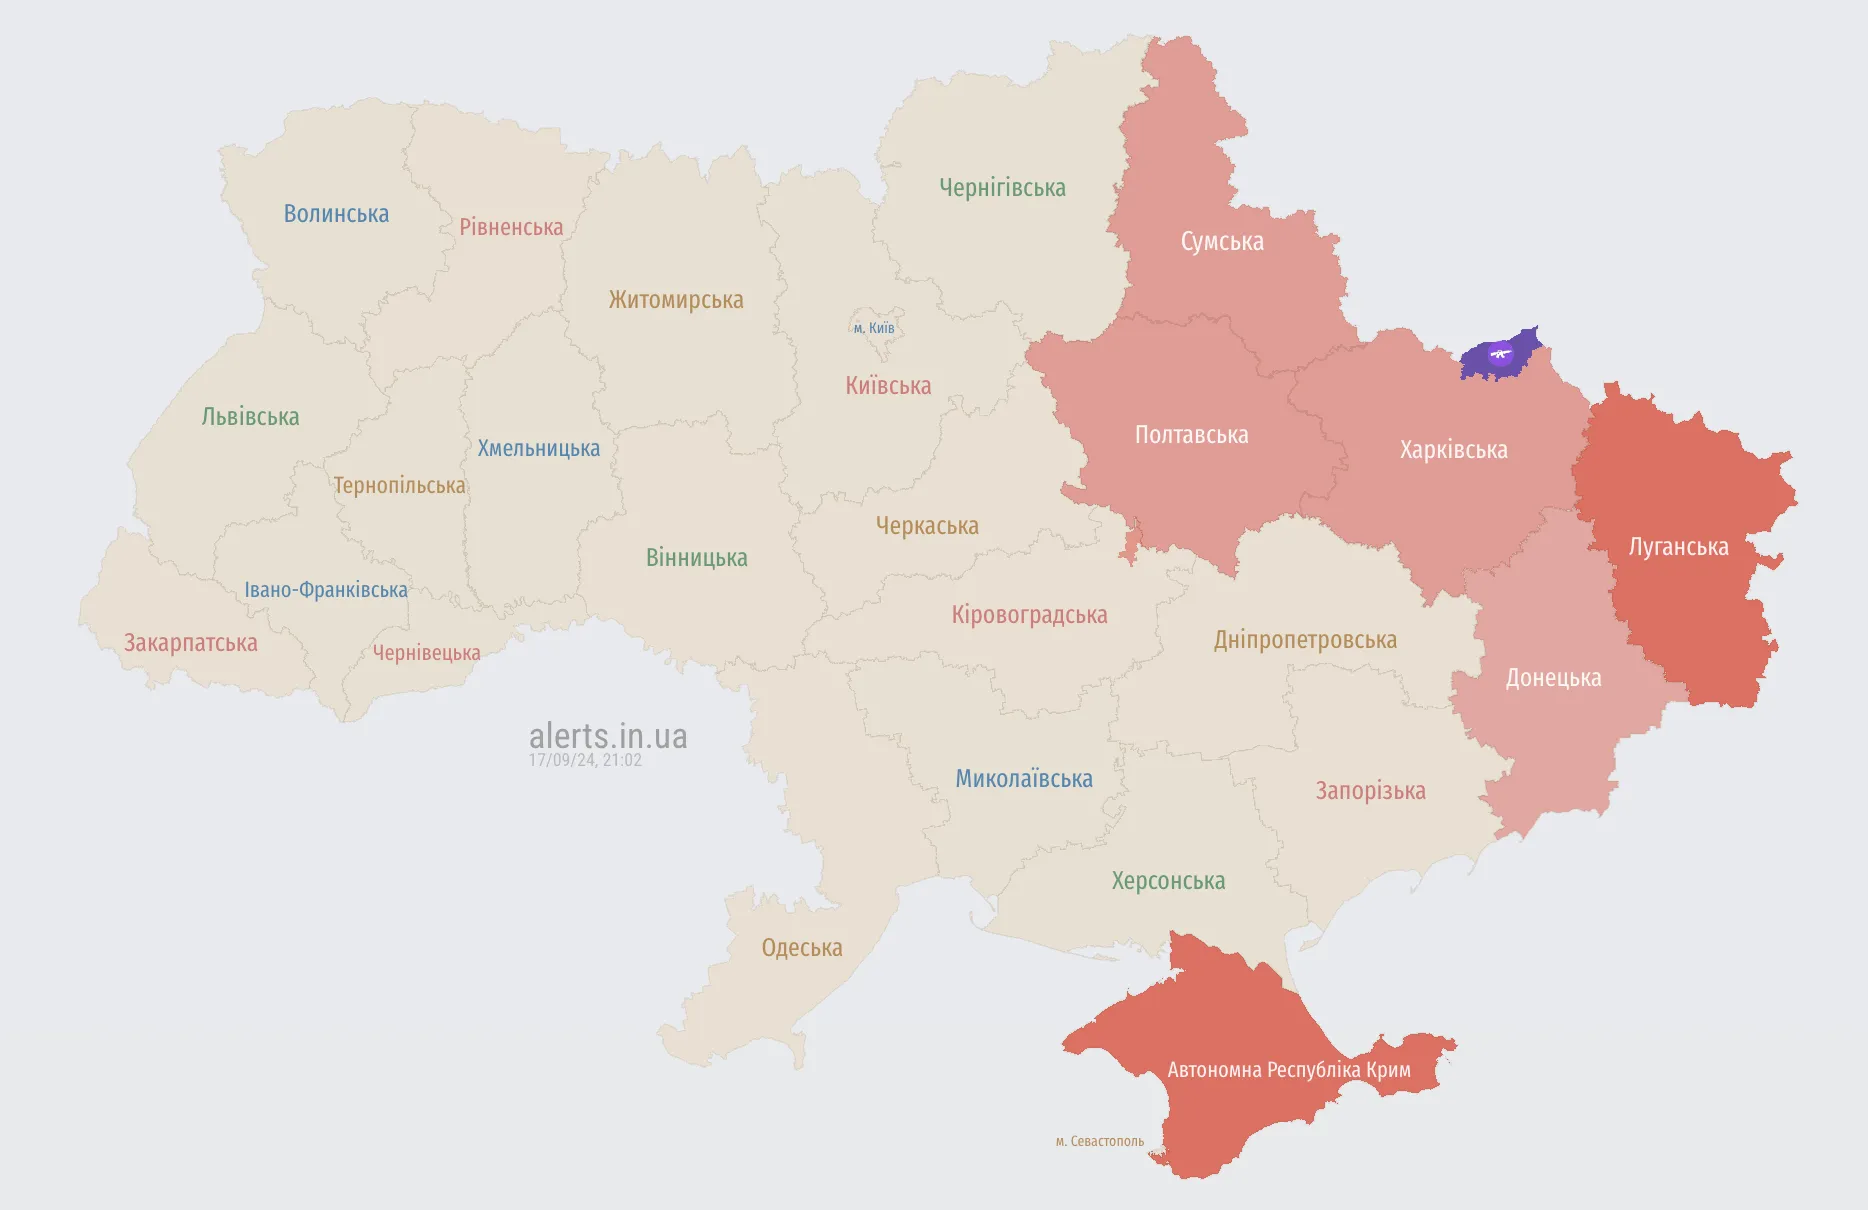 Чернігівська
Волинська
Рівненська
Сумська
Житомирська
м. Київ
Київська
Львівська
Полтавська
Хмельницька
Харківська
Тернопільська
Черкаська
Луганська
Вінницька
Івано-Франківська
Кіровоградська
Закарпатська
Чернівецька
Дніпропетровська
Донецька
alerts.in.ua
17/09/24, 21:02
Миколаївська
Запорізька
Херсонська
Одеська
Автономна Республіка Крим
м. Севастополь